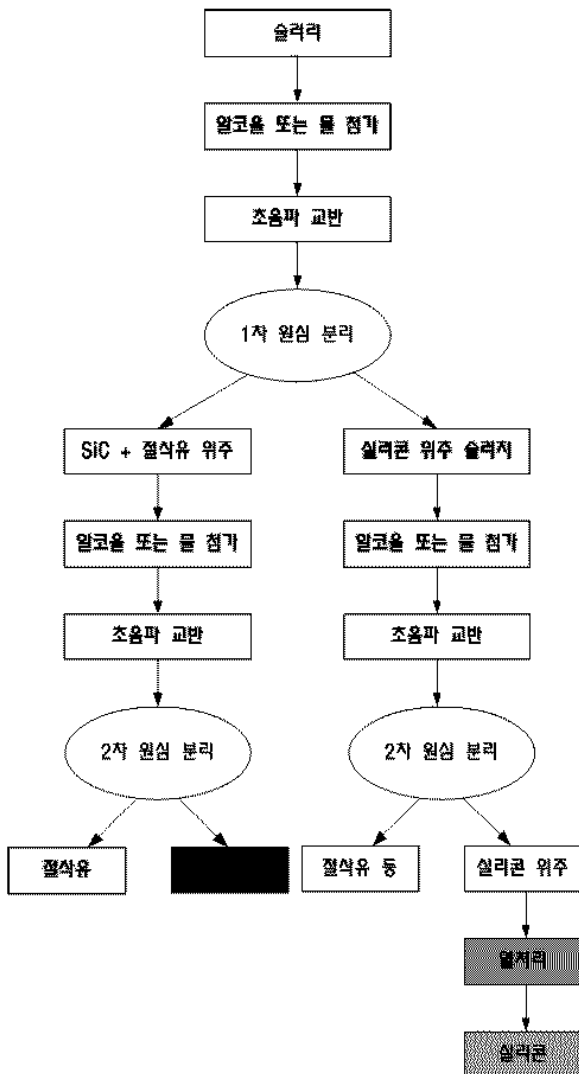 슬러리
알코올 또는 물 첨가
초음파 교반
1차 원심 분리
SiC + 절삭유 위주
실리콘 위주 슬러지
알코올 또는 물 첨가
알코올 또는 물 첨가
초음파 교반
초음파 교반
2차 원심 분리
2차 원심 분리
절삭유
절삭유 등
실리콘 위주
열처리
실리콘